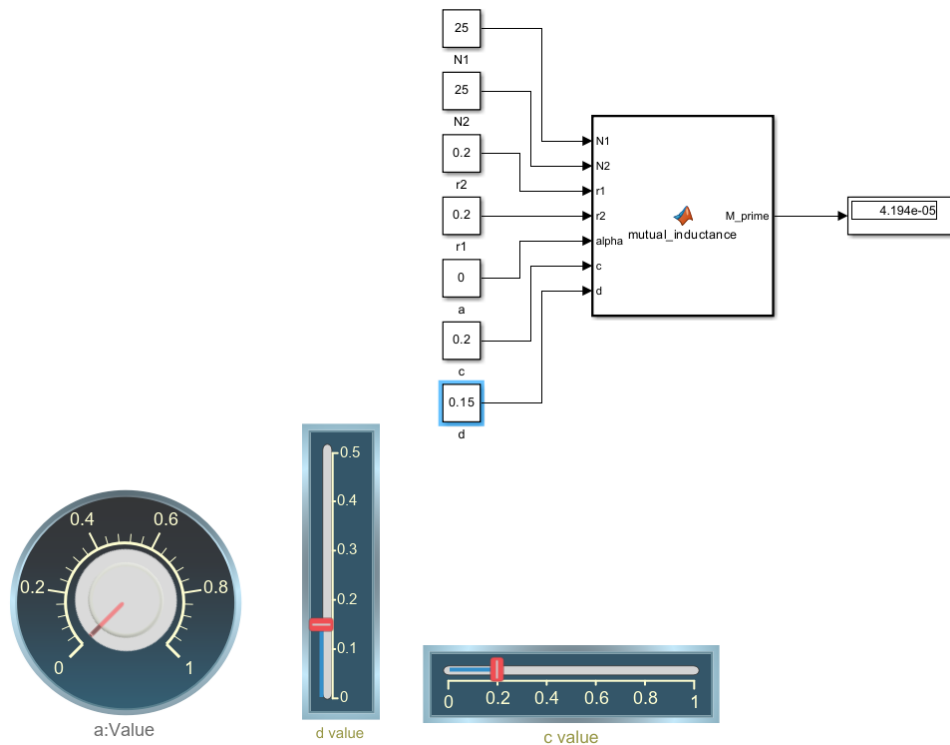 25
N1
25
N2
0.2
r2
0.2
r1
0
a
0.2
c
0.15
d
N1
N2
r1
r2
alpha
c
d
mutual_inductance
M_prime
4.194e-05
0
0.2
0.4
0.6
0.8
1
a:Value
0.5
0.4
0.3
0.2
0.1
0
d value
0 0.2 0.4 0.6 0.8 1
c value